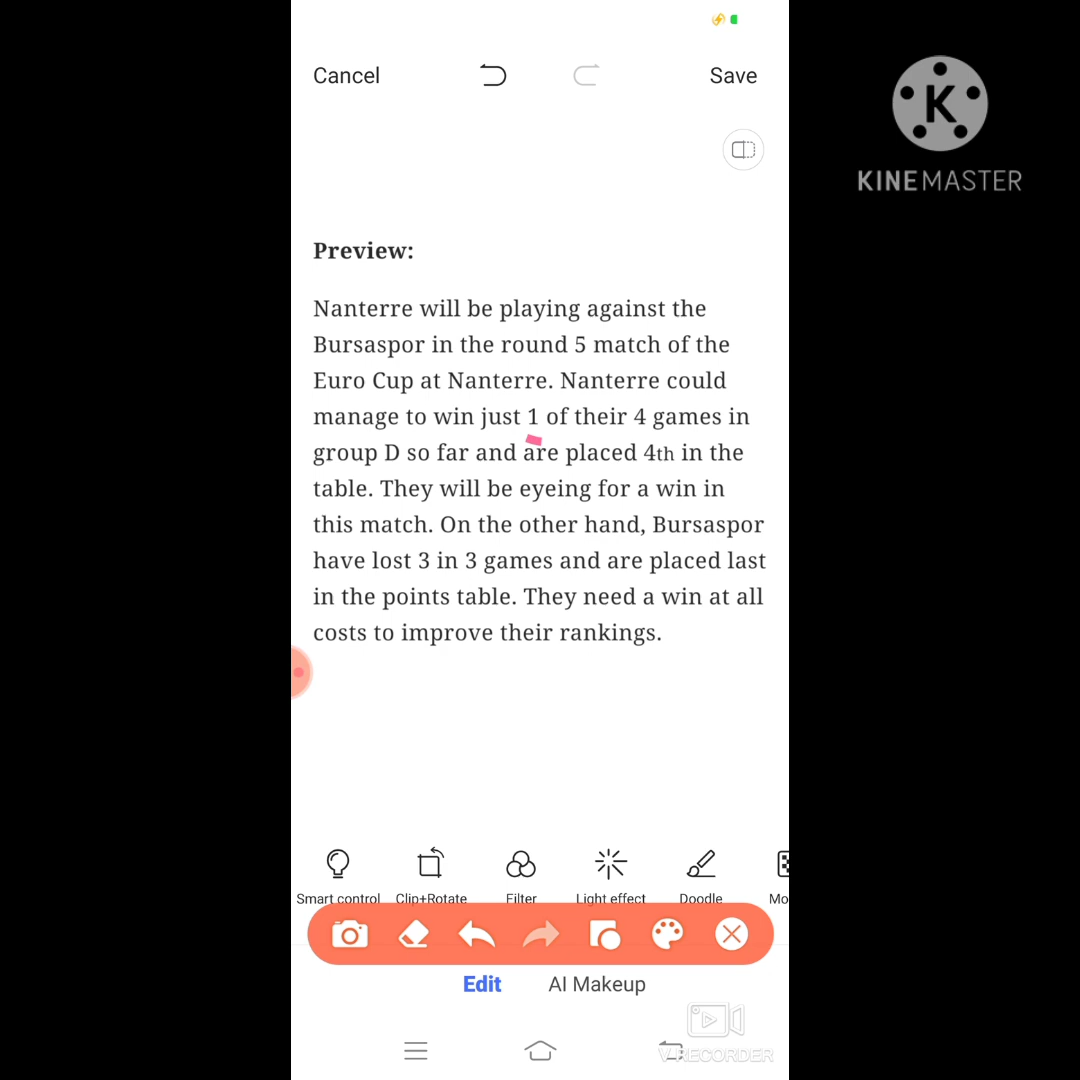 Cancel
Save
K
KINEMASTER
Preview:
Nanterre will be playing against the
Bursaspor in the round 5 match of the
Euro Cup at Nanterre. Nanterre could
manage to win just 1 of their 4 games in
group D so far and are placed 4th in the
table. They will be eyeing for a win in
this match. On the other hand, Bursaspor
have lost 3 in 3 games and are placed last
in the points table. They need a win at all
costs to improve their rankings.
Smart control Clip+Rotate Filter Light effect Doodle Mo
Edit AI Makeup
V RECORDER